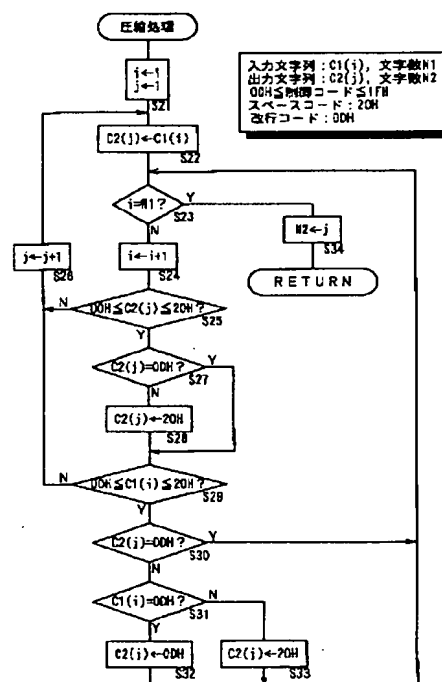 圧縮処理
i←1
j←1
S21
入力文字列：C1(i)，文字数N1
出力文字列：C2(j)，文字数N2
00H≦制御コード≦1FH
スペースコード：20H
改行コード：0DH
C2(j)←C1(i)
S22
i=N1?
Y
S23
N
j←j+1
S26
i←i+1
S24
N2←j
S34
RETURN
N
00H≦C2(j)≦20H?
S25
Y
C2(j)=0DH?
Y
S27
N
C2(j)←20H
S28
N
00H≦C1(i)≦20H?
S29
Y
C2(j)=0DH?
Y
S30
N
C1(i)=0DH?
N
S31
Y
C2(j)←0DH
S32
C2(j)←20H
S33